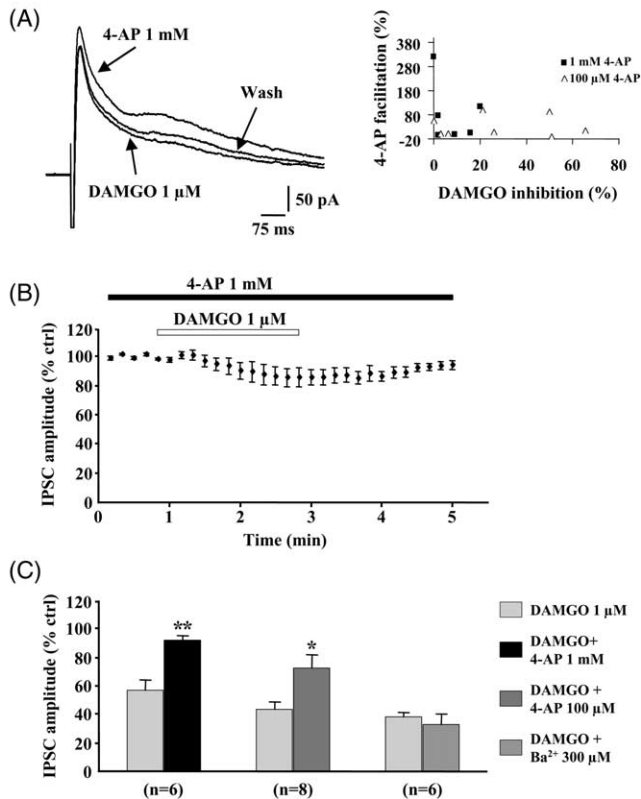 (A)
4-AP 1 mM
Wash
DAMGO 1 µM
50 pA
75 ms
4-AP facilitation (%)
380
280
180
80
-20
0 20 40 60 80
DAMGO inhibition (%)
1 mM 4-AP
100 µM 4-AP
(B)
4-AP 1 mM
DAMGO 1 µM
IPSC amplitude (% ctrl)
120
100
80
60
40
20
0
0 1 2 3 4 5
Time (min)
(C)
IPSC amplitude (% ctrl)
120
100
80
60
40
20
0
**
*
(n=6) (n=8) (n=6)
DAMGO 1 µM
DAMGO+
4-AP 1 mM
DAMGO +
4-AP 100 µM
DAMGO +
Ba²⁺ 300 µM